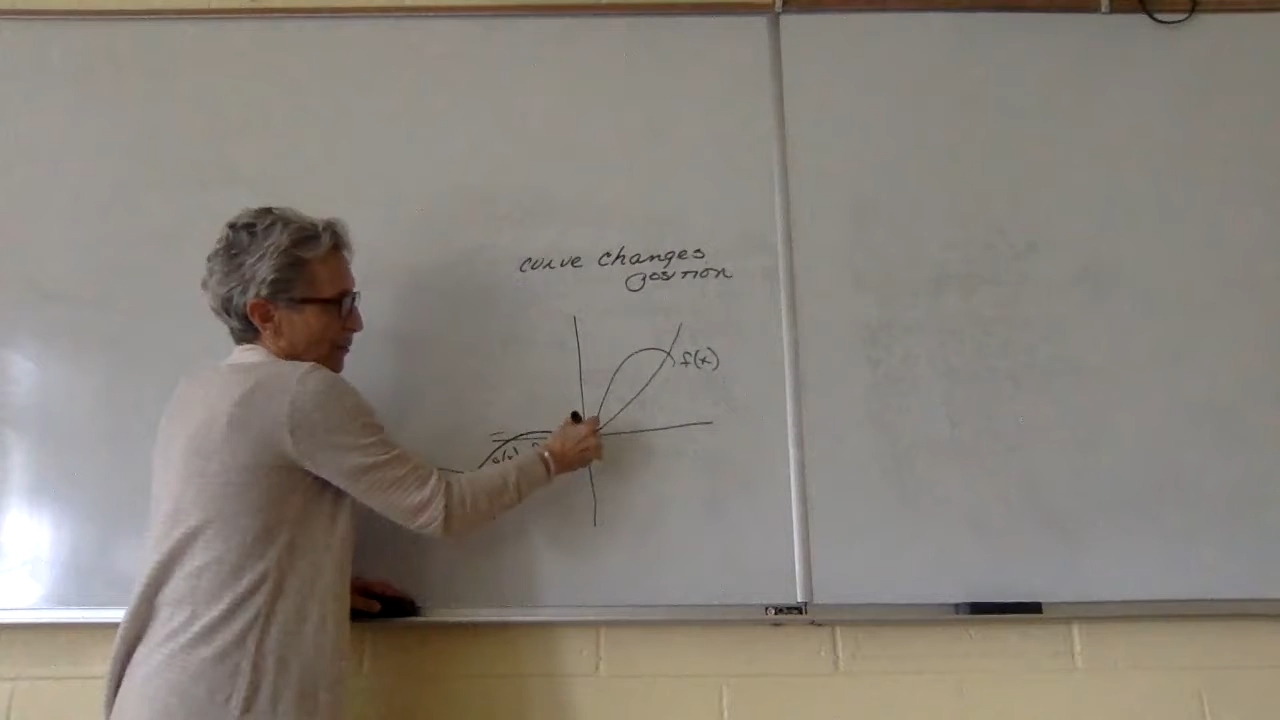 curve changes
position
f(x)